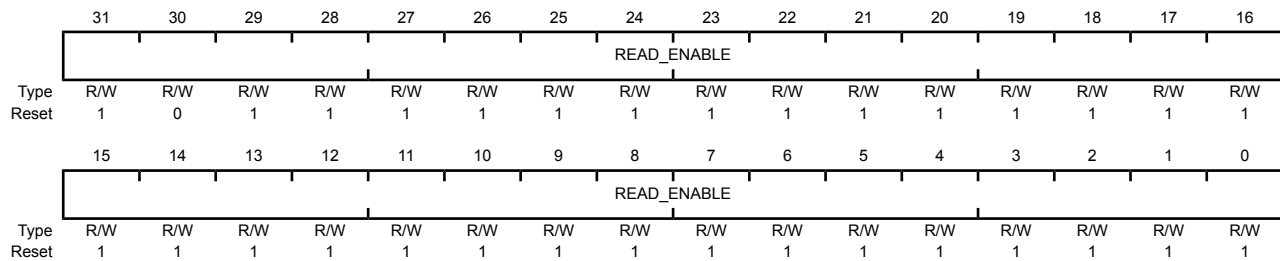 31 30 29 28 27 26 25 24 23 22 21 20 19 18 17 16
READ_ENABLE
Type R/W R/W R/W R/W R/W R/W R/W R/W R/W R/W R/W R/W R/W R/W R/W R/W
Reset 1 0 1 1 1 1 1 1 1 1 1 1 1 1 1 1
15 14 13 12 11 10 9 8 7 6 5 4 3 2 1 0
READ_ENABLE
Type R/W R/W R/W R/W R/W R/W R/W R/W R/W R/W R/W R/W R/W R/W R/W R/W
Reset 1 1 1 1 1 1 1 1 1 1 1 1 1 1 1 1